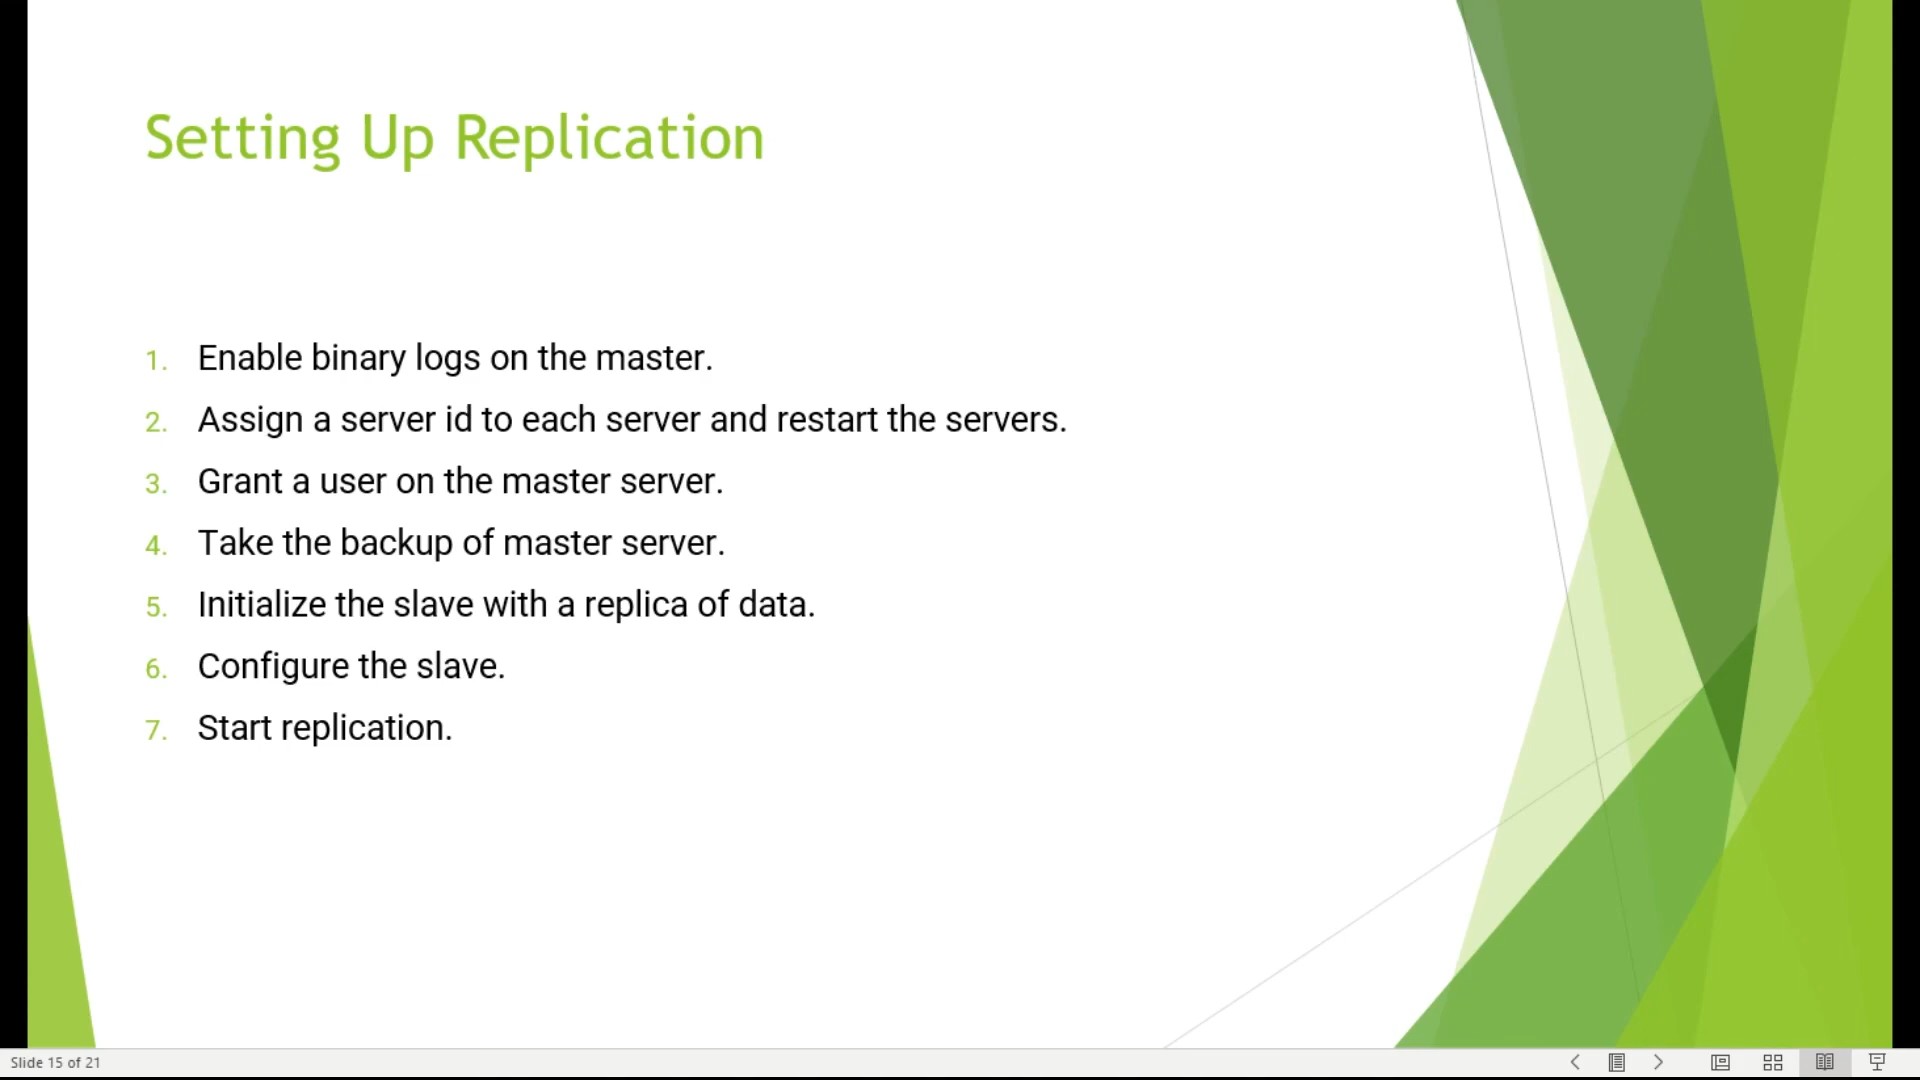 Setting Up Replication
1. Enable binary logs on the master.
2. Assign a server id to each server and restart the servers.
3. Grant a user on the master server.
4. Take the backup of master server.
5. Initialize the slave with a replica of data.
6. Configure the slave.
7. Start replication.
Slide 15 of 21